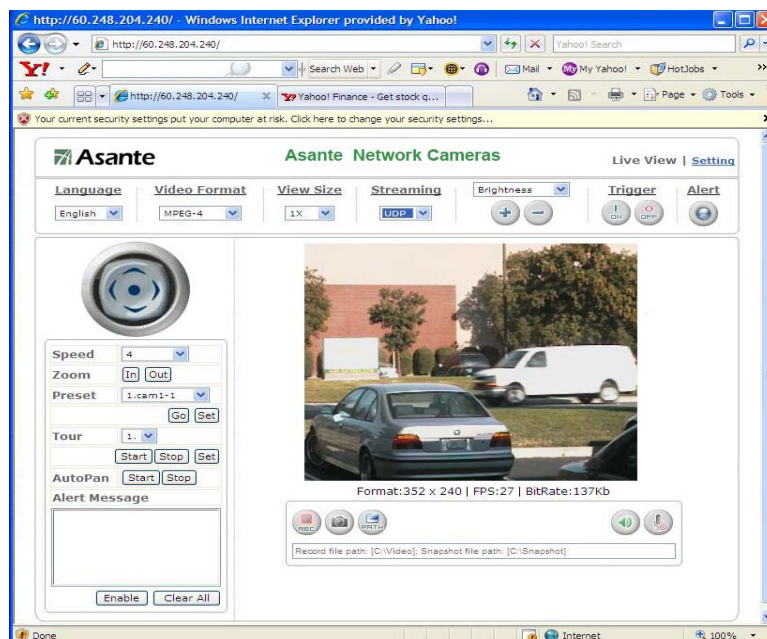 http://60.248.204.240/ - Windows Internet Explorer provided by Yahoo!
http://60.248.204.240/
Yahoo! Search
Y!
Search Web
Mail
My Yahoo!
HotJobs
http://60.248.204.240/
Yahoo! Finance - Get stock q...
Page
Tools
Your current security settings put your computer at risk. Click here to change your security settings...
Asante
Asante Network Cameras
Live View | Setting
Language
Video Format
View Size
Streaming
Brightness
Trigger
Alert
English
MPEG-4
1X
UDP
+
-
ON
OFF
Speed
4
Zoom
In
Out
Preset
1.cam1-1
Go
Set
Tour
1.
Start
Stop
Set
AutoPan
Start
Stop
Alert Message
Enable
Clear All
Format:352 x 240 | FPS:27 | BitRate:137Kb
REC
PATH
Record file path: [C:\Video]; Snapshot file path: [C:\Snapshot]
Done
Internet
100%